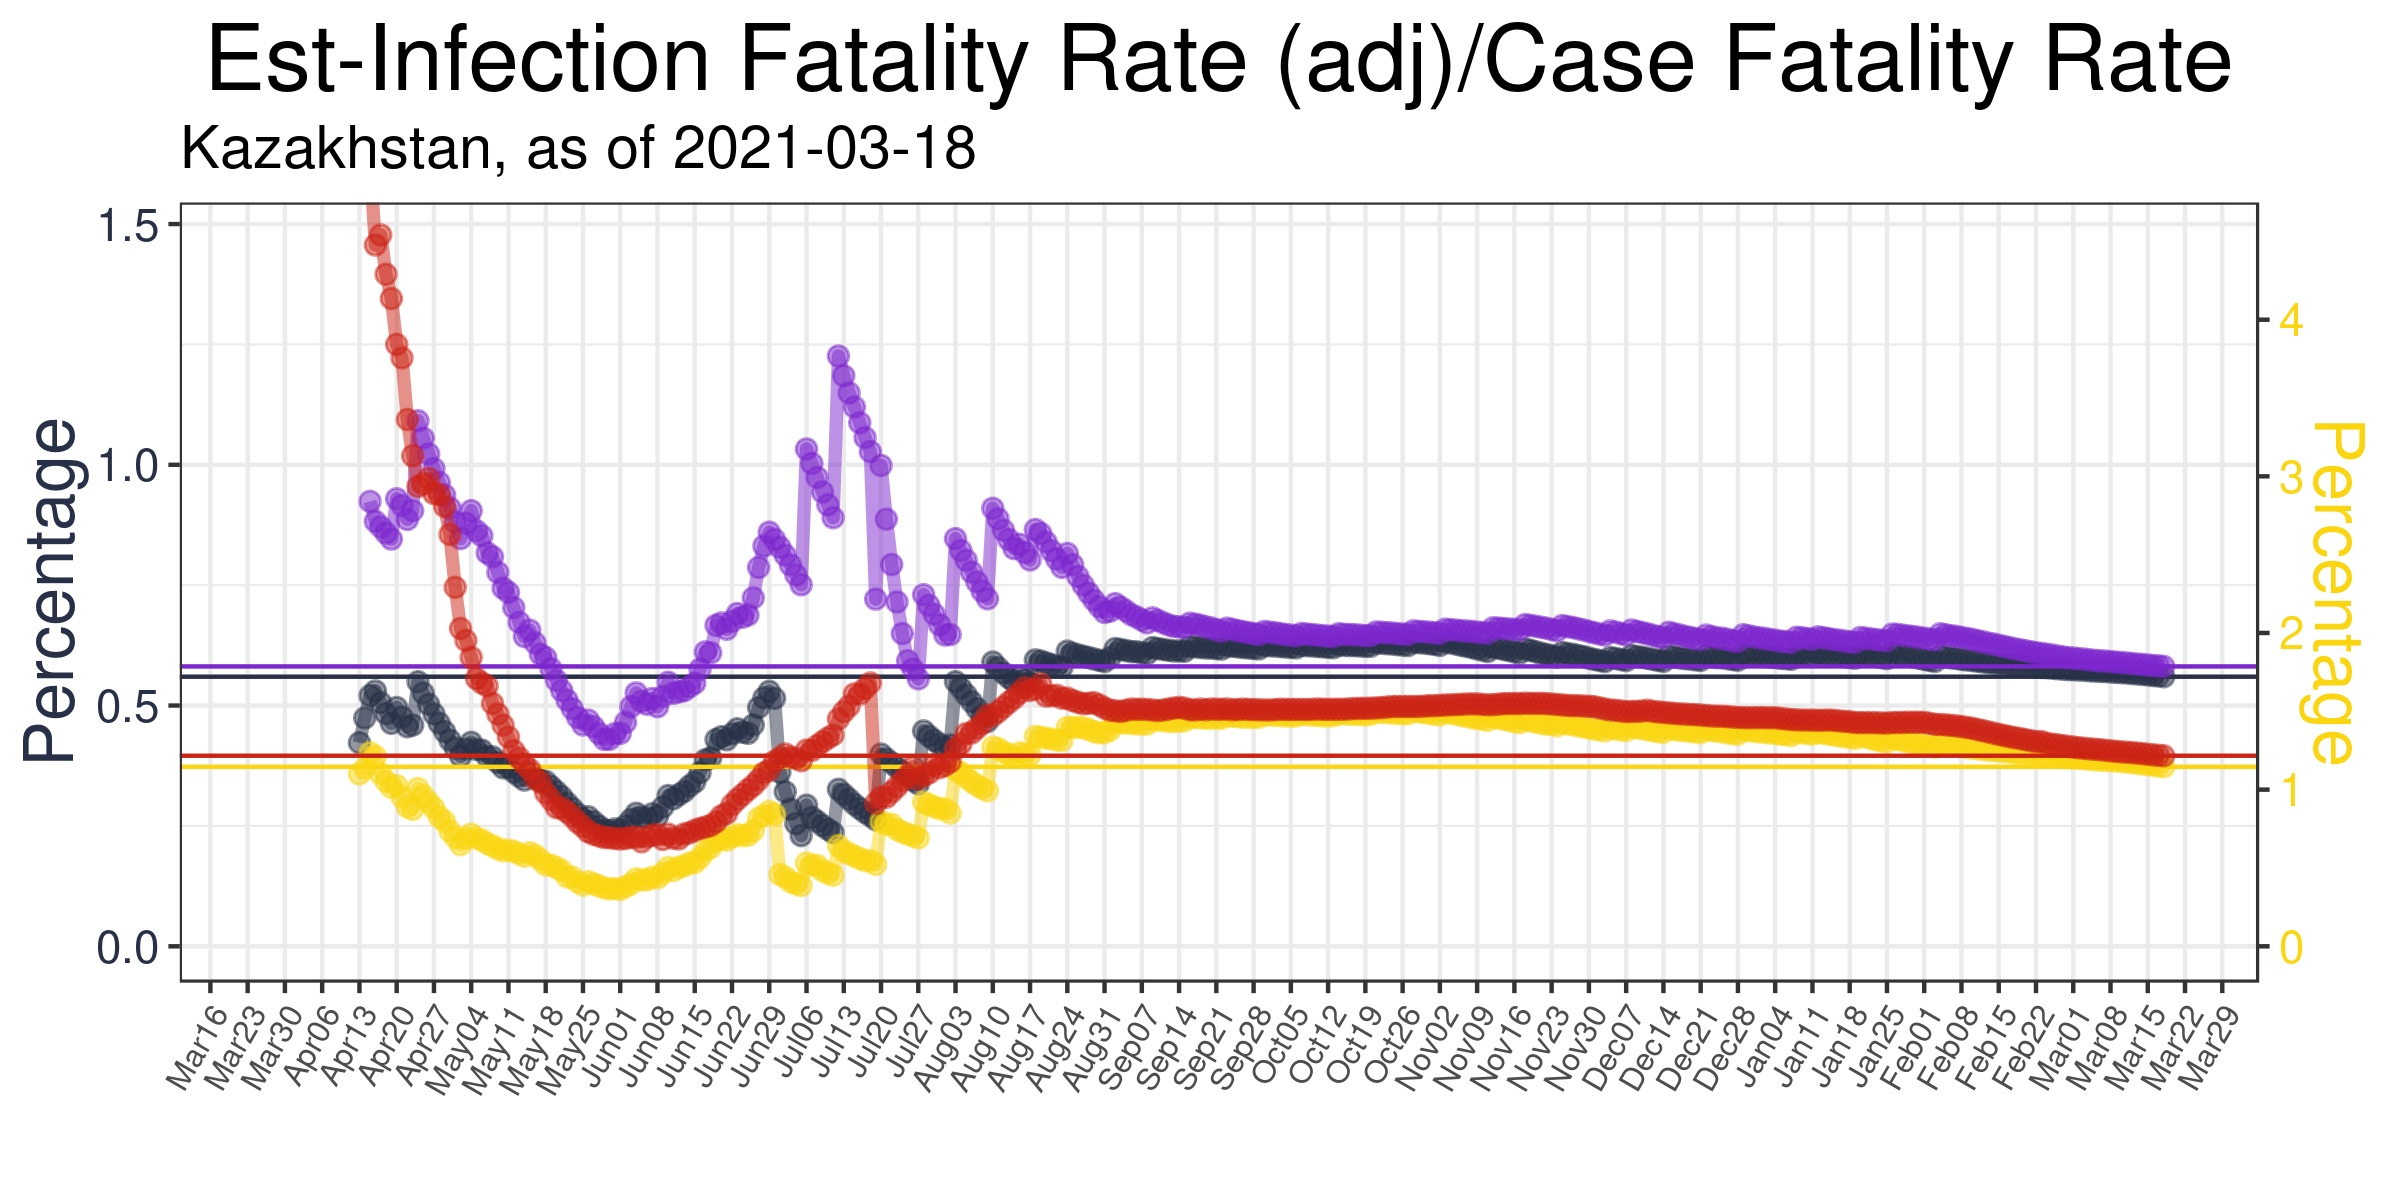 Est-Infection Fatality Rate (adj)/Case Fatality Rate
Kazakhstan, as of 2021-03-18
Percentage
1.5
1.0
0.5
0.0
4
3
2
1
0
Percentage
Mar16
Mar23
Mar30
Apr06
Apr13
Apr20
Apr27
May04
May11
May18
May25
Jun01
Jun08
Jun15
Jun22
Jun29
Jul06
Jul13
Jul20
Jul27
Aug03
Aug10
Aug17
Aug24
Aug31
Sep07
Sep14
Sep21
Sep28
Oct05
Oct12
Oct19
Oct26
Nov02
Nov09
Nov16
Nov23
Nov30
Dec07
Dec14
Dec21
Dec28
Jan04
Jan11
Jan18
Jan25
Feb01
Feb08
Feb15
Feb22
Mar01
Mar08
Mar15
Mar22
Mar29